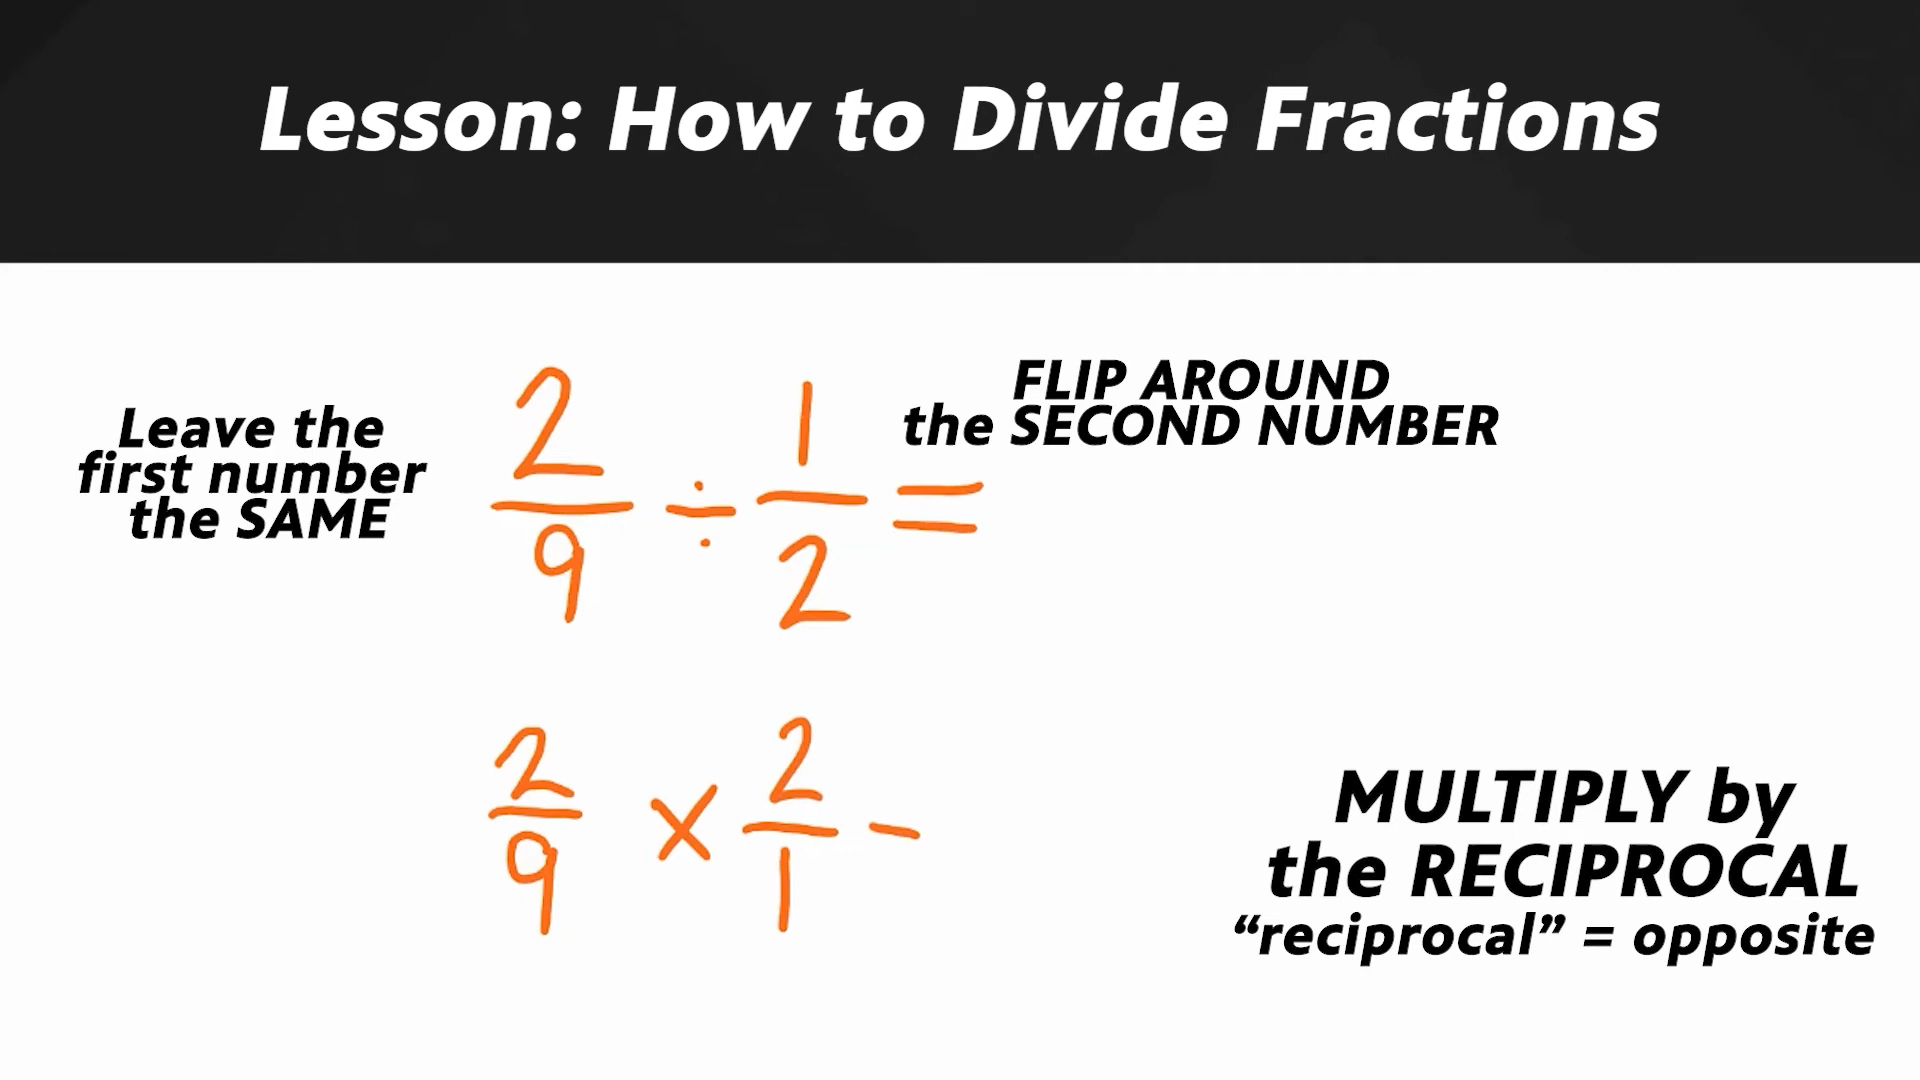 Lesson: How to Divide Fractions
Leave the
first number
the SAME
2/9 ÷ 1/2 =
FLIP AROUND
the SECOND NUMBER
2/9 × 2/1 -
MULTIPLY by
the RECIPROCAL
“reciprocal” = opposite